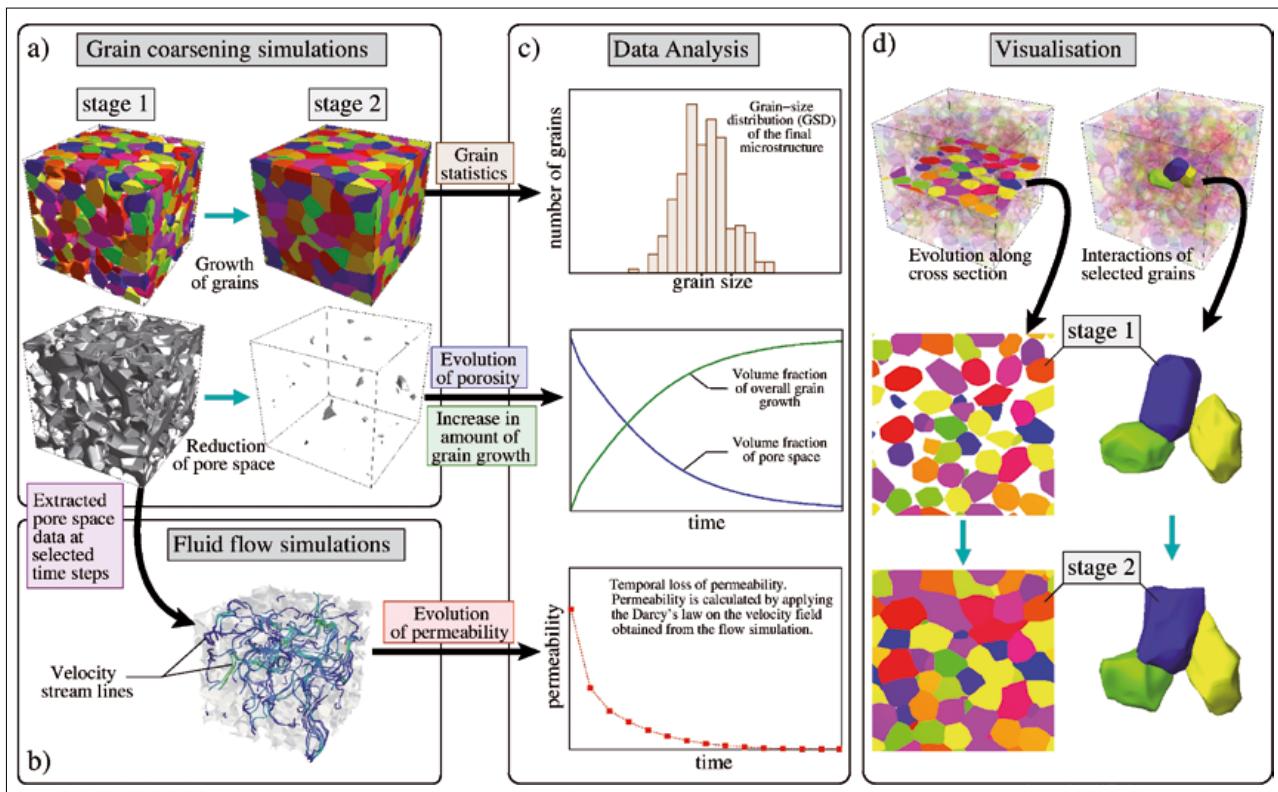 a)
Grain coarsening simulations
stage 1
stage 2
Growth
of grains
Reduction
of pore space
Grain
statistics
Evolution
of porosity
Increase in
amount of
grain growth
Extracted
pore space
data at
selected
time steps
b)
Fluid flow simulations
Velocity
stream lines
Evolution
of permeability
c)
Data Analysis
number of grains
Grain-size
distribution (GSD)
of the final
microstructure
grain size
Volume fraction
of overall grain
growth
Volume fraction
of pore space
time
permeability
Temporal loss of permeability.
Permeability is calculated by applying
the Darcy's law on the velocity field
obtained from the flow simulation.
time
d)
Visualisation
Evolution along
cross section
Interactions of
selected grains
stage 1
stage 2